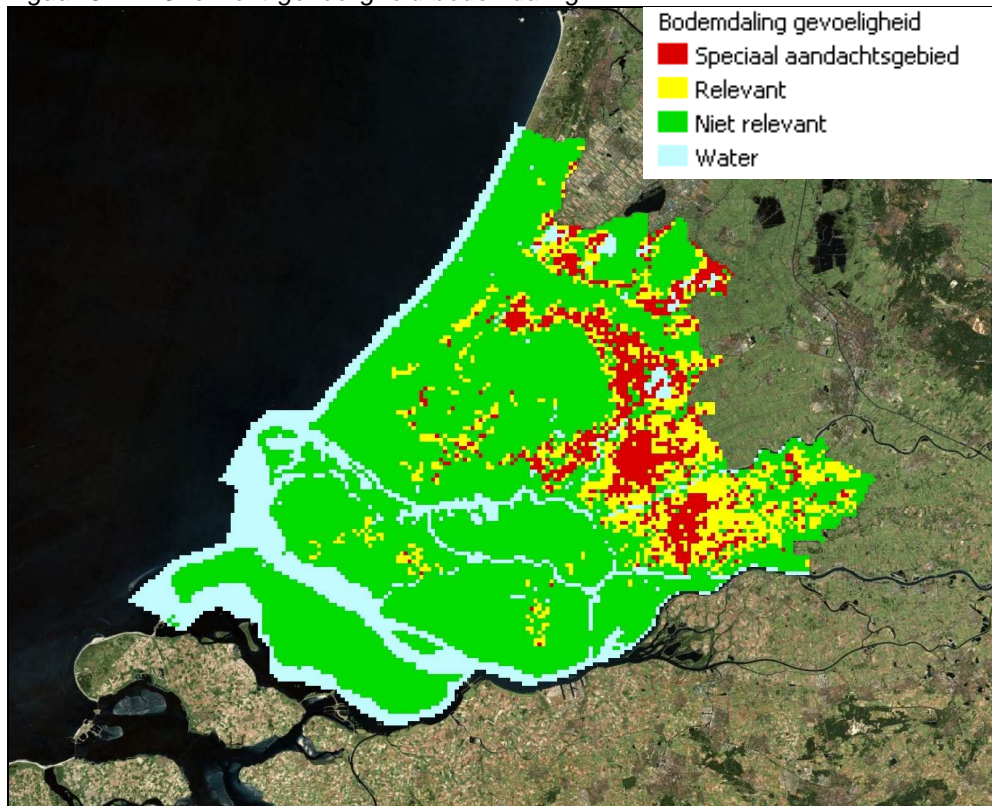 Bodemdaling gevoeligheid
Speciaal aandachtsgebied
Relevant
Niet relevant
Water